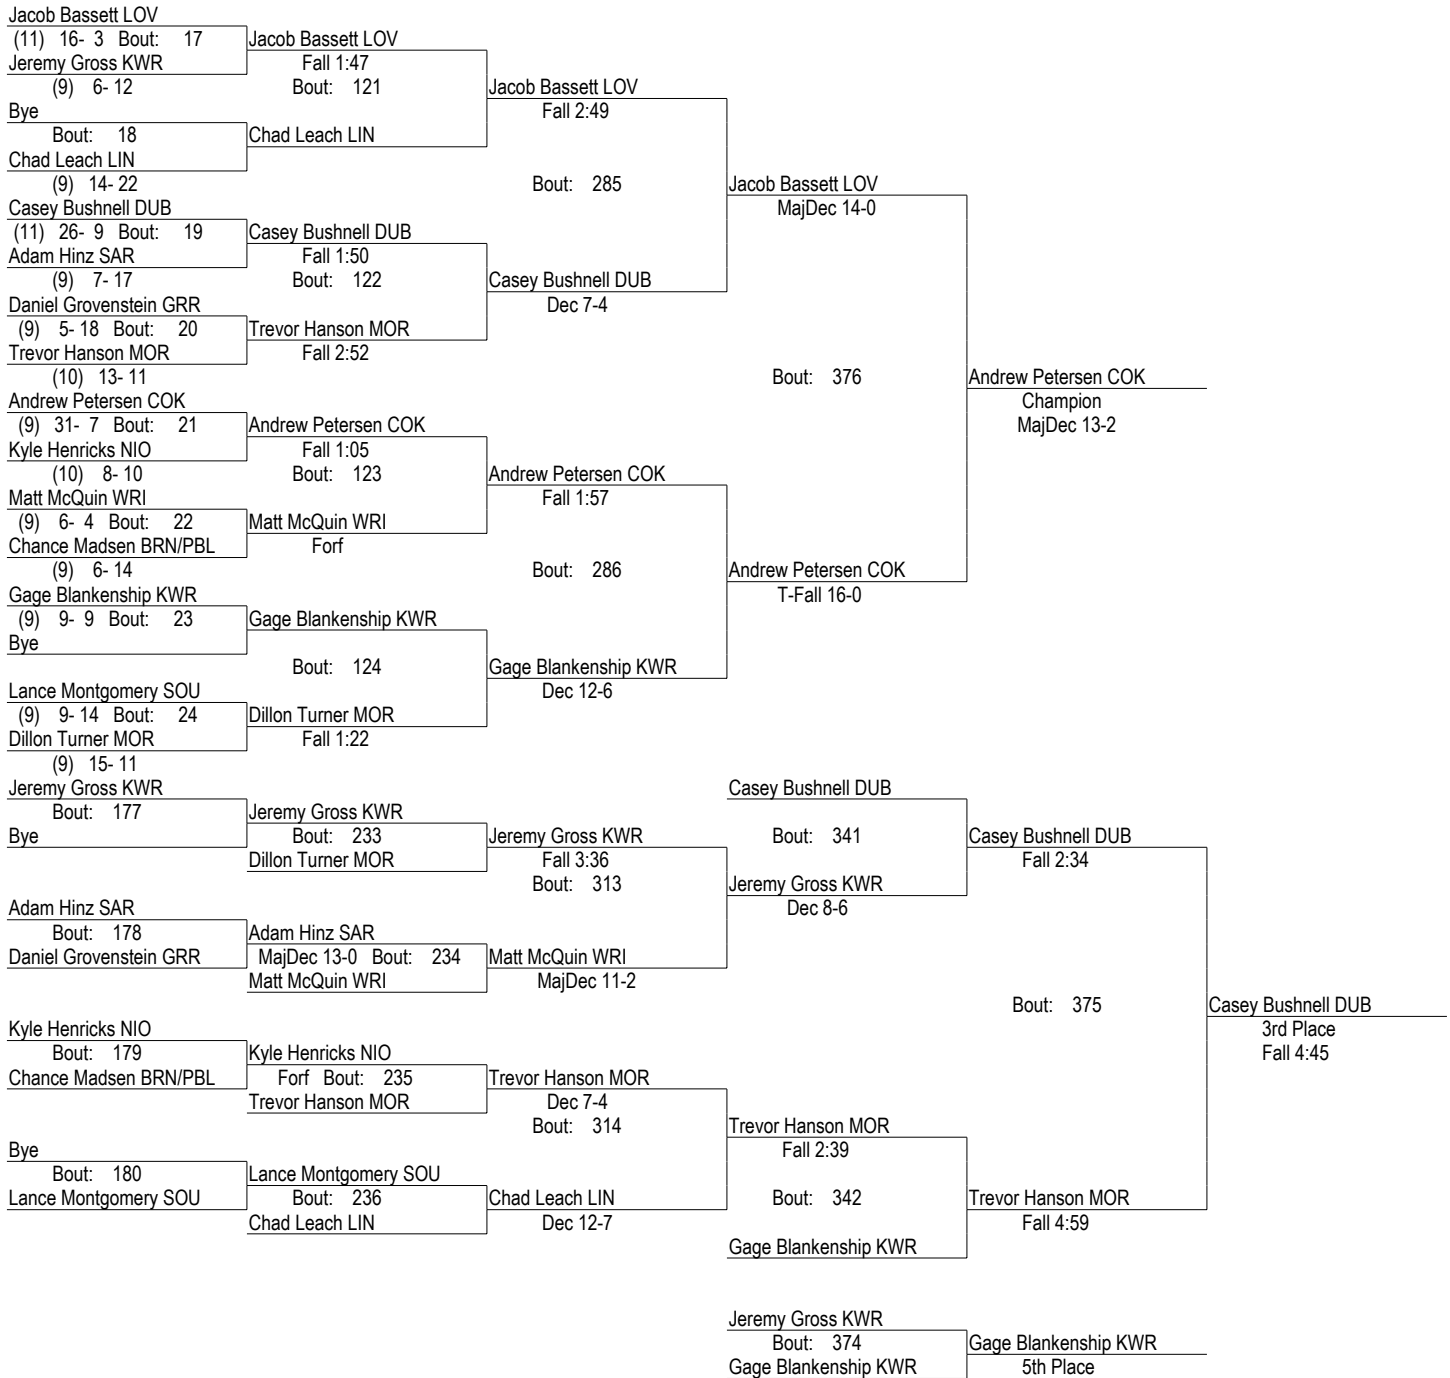 Jacob Bassett LOV
(11) 16- 3 Bout: 17 Jacob Bassett LOV
Jeremy Gross KWR Fall 1:47
(9) 6- 12 Bout: 121 Jacob Bassett LOV
Bye Fall 2:49
Bout: 18 Chad Leach LIN
Chad Leach LIN
(9) 14- 22 Bout: 285 Jacob Bassett LOV
Casey Bushnell DUB MajDec 14-0
(11) 26- 9 Bout: 19 Casey Bushnell DUB
Adam Hinz SAR Fall 1:50
(9) 7- 17 Bout: 122 Casey Bushnell DUB
Daniel Grovenstein GRR Dec 7-4
(9) 5- 18 Bout: 20 Trevor Hanson MOR
Trevor Hanson MOR Fall 2:52
(10) 13- 11 Bout: 376 Andrew Petersen COK
Andrew Petersen COK Champion
(9) 31- 7 Bout: 21 Andrew Petersen COK MajDec 13-2
Kyle Henricks NIO Fall 1:05
(10) 8- 10 Bout: 123 Andrew Petersen COK
Matt McQuin WRI Fall 1:57
(9) 6- 4 Bout: 22 Matt McQuin WRI
Chance Madsen BRN/PBL Forf
(9) 6- 14 Bout: 286 Andrew Petersen COK
Gage Blankenship KWR T-Fall 16-0
(9) 9- 9 Bout: 23 Gage Blankenship KWR
Bye
Bout: 124 Gage Blankenship KWR
Lance Montgomery SOU Dec 12-6
(9) 9- 14 Bout: 24 Dillon Turner MOR
Dillon Turner MOR Fall 1:22
(9) 15- 11
Jeremy Gross KWR Casey Bushnell DUB
Bout: 177 Jeremy Gross KWR
Bye Bout: 233 Jeremy Gross KWR Bout: 341 Casey Bushnell DUB
Dillon Turner MOR Fall 3:36 Fall 2:34
Bout: 313 Jeremy Gross KWR
Adam Hinz SAR Dec 8-6
Bout: 178 Adam Hinz SAR
Daniel Grovenstein GRR MajDec 13-0 Bout: 234 Matt McQuin WRI
Matt McQuin WRI MajDec 11-2
Bout: 375 Casey Bushnell DUB
Kyle Henricks NIO 3rd Place
Bout: 179 Kyle Henricks NIO Fall 4:45
Chance Madsen BRN/PBL Forf Bout: 235 Trevor Hanson MOR
Trevor Hanson MOR Dec 7-4
Bout: 314 Trevor Hanson MOR
Bye Fall 2:39
Bout: 180 Lance Montgomery SOU
Lance Montgomery SOU Bout: 236 Chad Leach LIN Bout: 342 Trevor Hanson MOR
Chad Leach LIN Dec 12-7 Fall 4:59
Gage Blankenship KWR
Jeremy Gross KWR
Bout: 374 Gage Blankenship KWR
Gage Blankenship KWR 5th Place